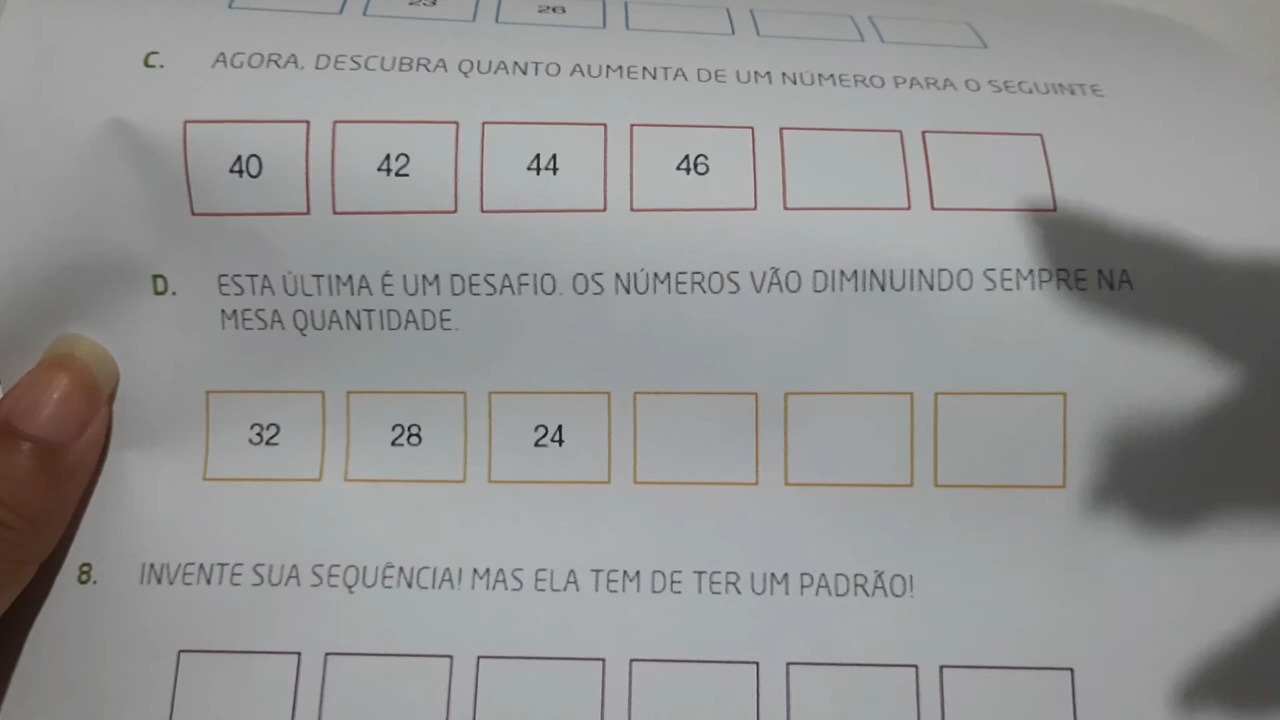 23 26
C. AGORA, DESCUBRA QUANTO AUMENTA DE UM NÚMERO PARA O SEGUINTE
40 42 44 46
D. ESTA ÚLTIMA É UM DESAFIO. OS NÚMEROS VÃO DIMINUINDO SEMPRE NA
MESA QUANTIDADE.
32 28 24
8. INVENTE SUA SEQUÊNCIA! MAS ELA TEM DE TER UM PADRÃO!